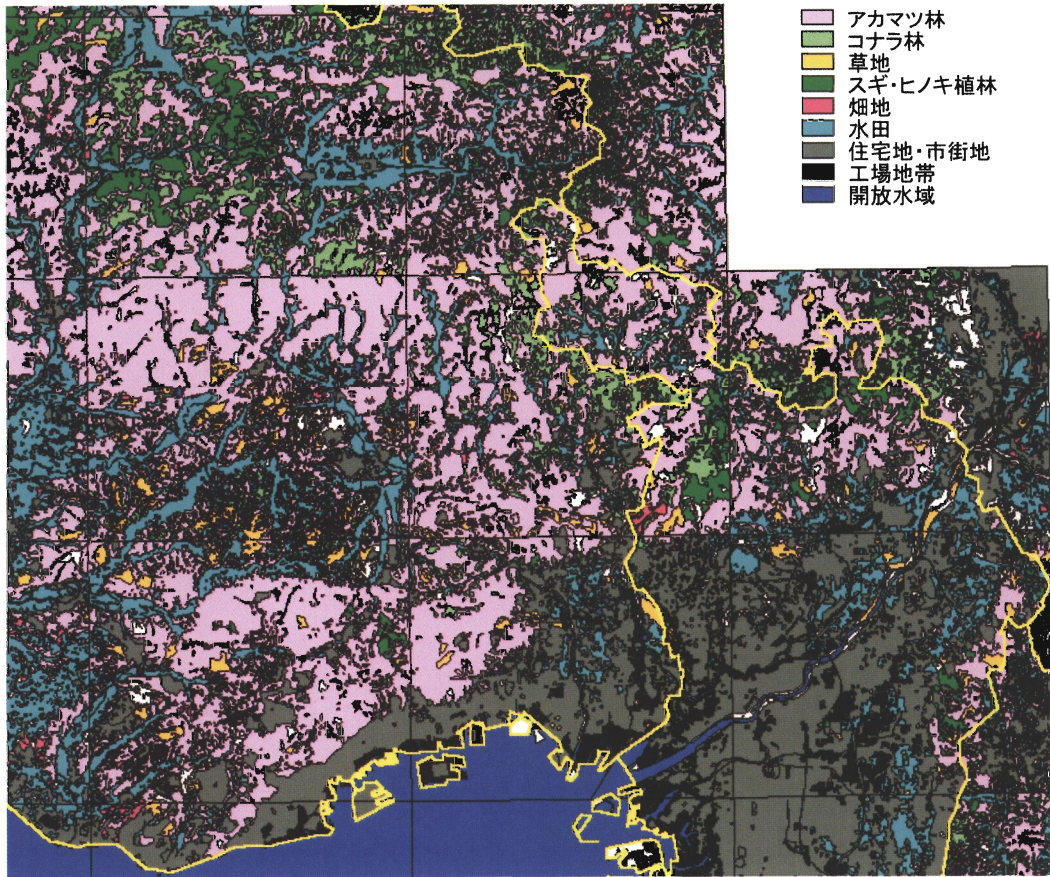 アカマツ林
コナラ林
草地
スギ・ヒノキ植林
畑地
水田
住宅地・市街地
工場地帯
開放水域